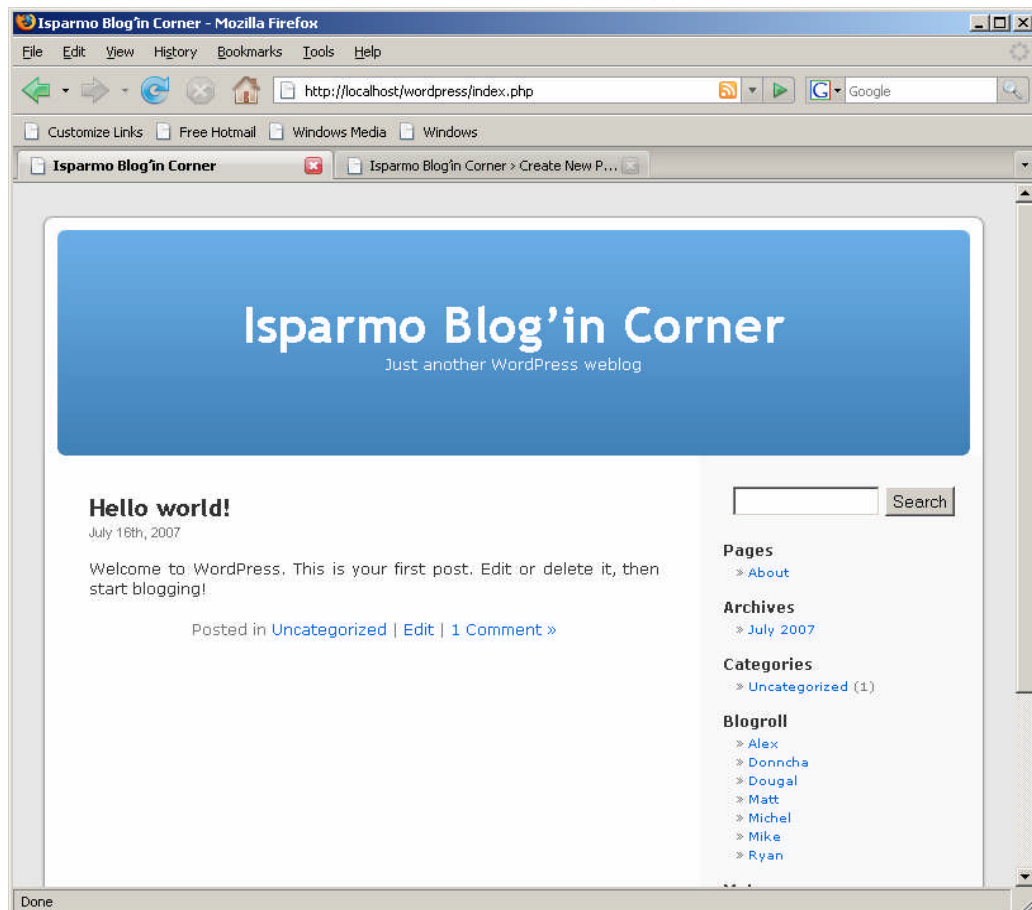 Isparmo Blog'in Corner - Mozilla Firefox
File Edit View History Bookmarks Tools Help
http://localhost/wordpress/index.php
G Google
Customize Links Free Hotmail Windows Media Windows
Isparmo Blog'in Corner Isparmo Blog'in Corner › Create New P...
Isparmo Blog’in Corner
Just another WordPress weblog
Hello world!
July 16th, 2007
Welcome to WordPress. This is your first post. Edit or delete it, then
start blogging!
Posted in Uncategorized | Edit | 1 Comment »
Search
Pages
» About
Archives
» July 2007
Categories
» Uncategorized (1)
Blogroll
» Alex
» Donncha
» Dougal
» Matt
» Michel
» Mike
» Ryan
Done